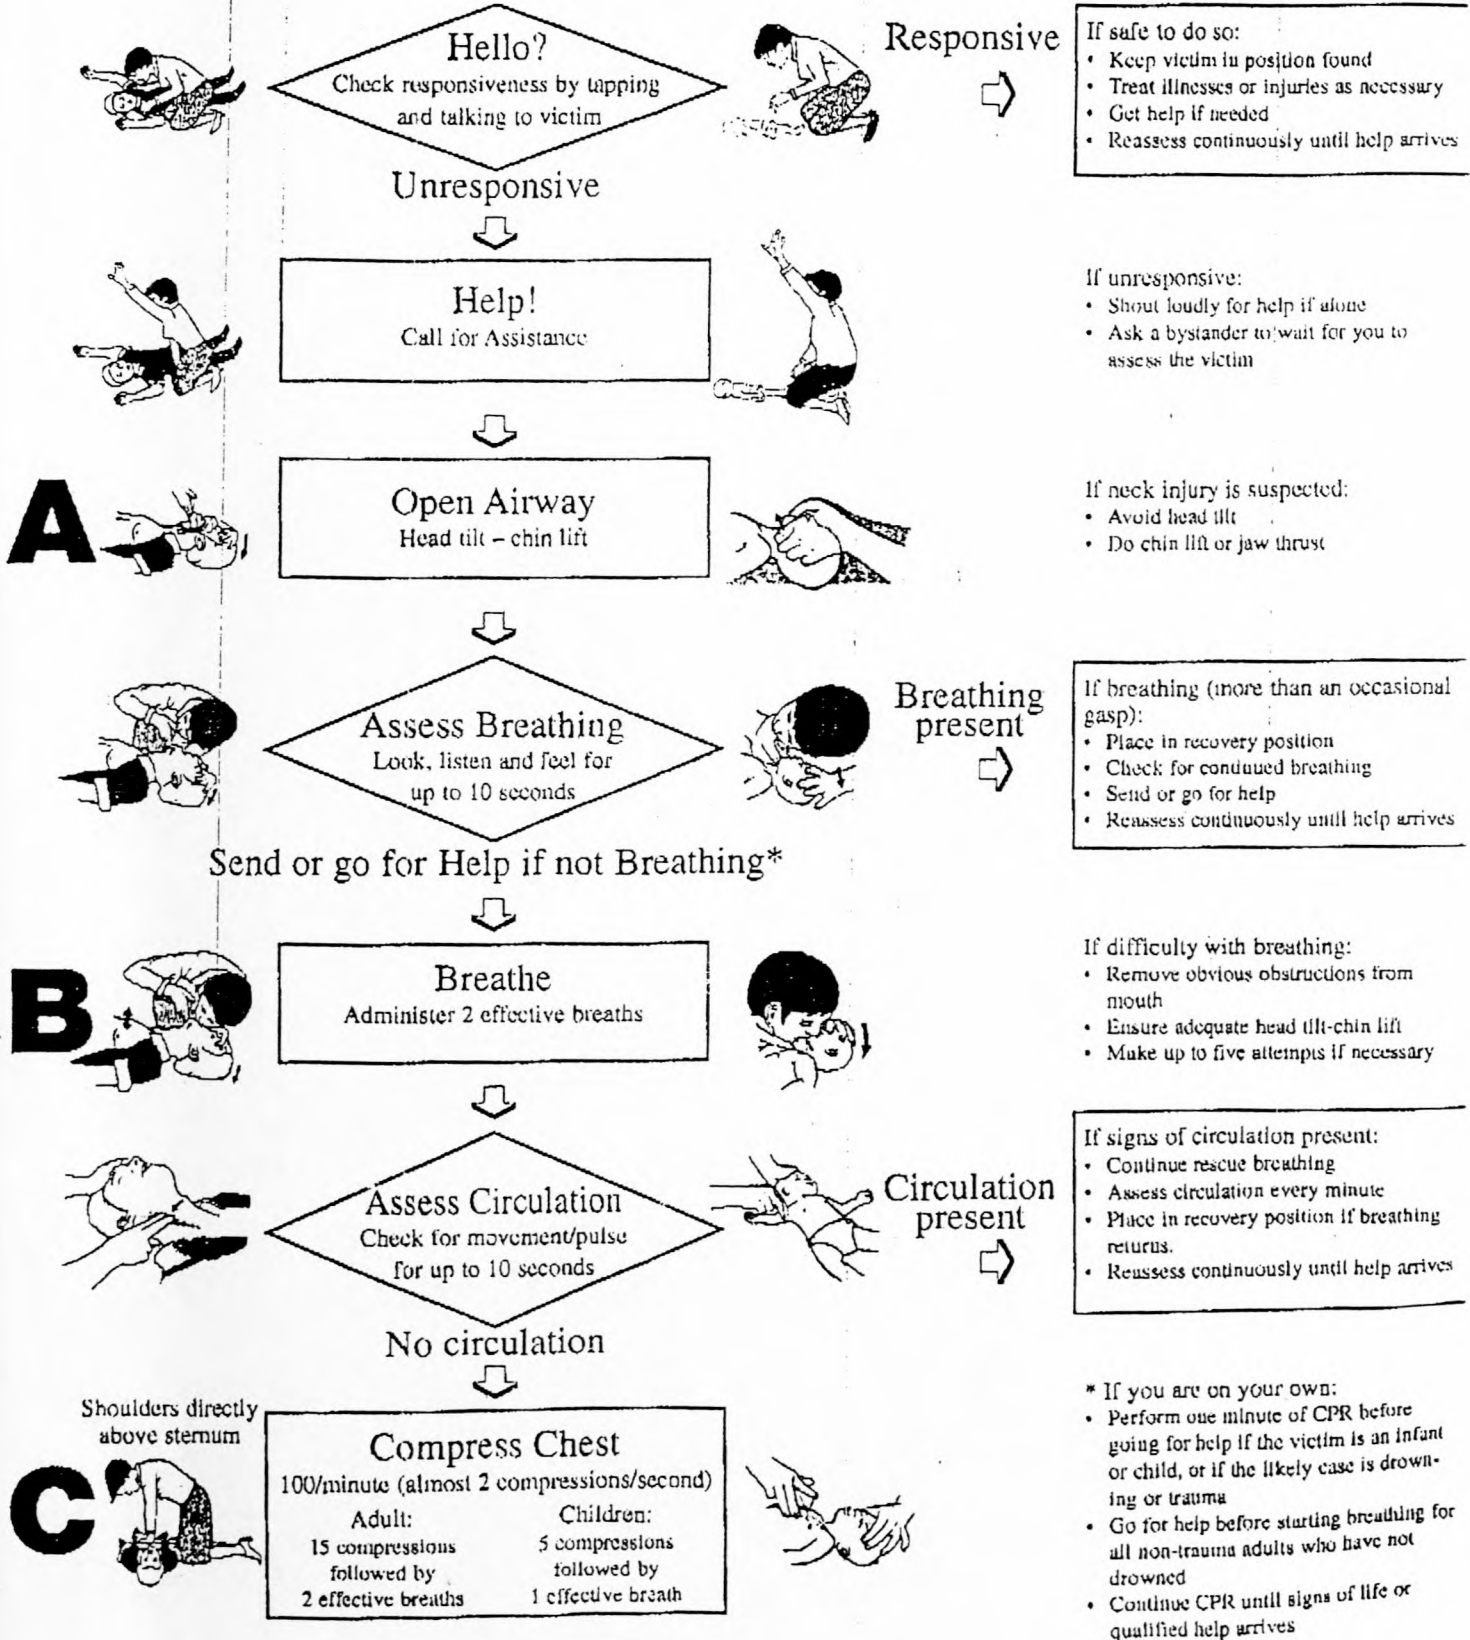 Hello?
Check responsiveness by tapping
and talking to victim
Responsive
If safe to do so:
• Keep victim in position found
• Treat illnesses or injuries as necessary
• Get help if needed
• Reassess continuously until help arrives
Unresponsive
Help!
Call for Assistance
If unresponsive:
• Shout loudly for help if alone
• Ask a bystander to wait for you to
assess the victim
A
Open Airway
Head tilt – chin lift
If neck injury is suspected:
• Avoid head tilt
• Do chin lift or jaw thrust
Assess Breathing
Look, listen and feel for
up to 10 seconds
Breathing
present
If breathing (more than an occasional
gasp):
• Place in recovery position
• Check for continued breathing
• Send or go for help
• Reassess continuously until help arrives
Send or go for Help if not Breathing*
B
Breathe
Administer 2 effective breaths
If difficulty with breathing:
• Remove obvious obstructions from
mouth
• Ensure adequate head tilt-chin lift
• Make up to five attempts if necessary
Assess Circulation
Check for movement/pulse
for up to 10 seconds
Circulation
present
If signs of circulation present:
• Continue rescue breathing
• Assess circulation every minute
• Place in recovery position if breathing
returns.
• Reassess continuously until help arrives
No circulation
C
Shoulders directly
above sternum
Compress Chest
100/minute (almost 2 compressions/second)
Adult:
15 compressions
followed by
2 effective breaths
Children:
5 compressions
followed by
1 effective breath
* If you are on your own:
• Perform one minute of CPR before
going for help if the victim is an infant
or child, or if the likely case is drown-
ing or trauma
• Go for help before starting breathing for
all non-trauma adults who have not
drowned
• Continue CPR until signs of life or
qualified help arrives